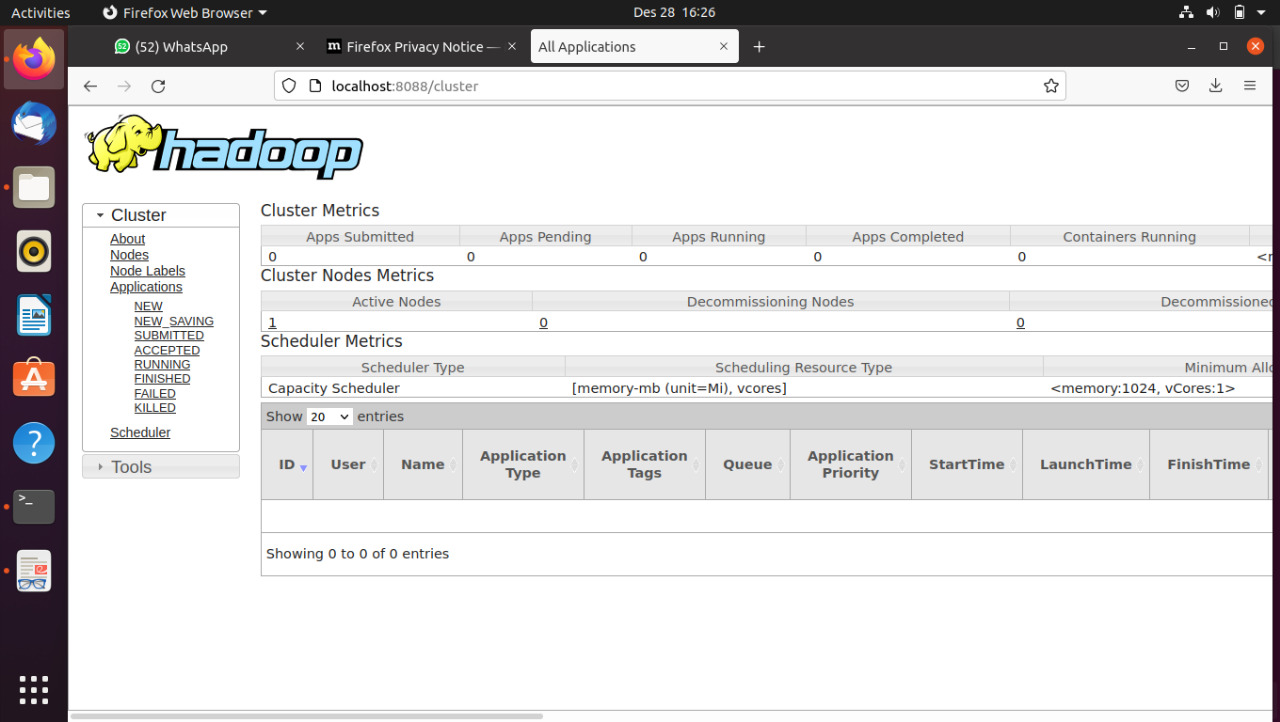 Activities Firefox Web Browser Des 28 16:26
(52) WhatsApp Firefox Privacy Notice — All Applications
localhost:8088/cluster
hadoop
Cluster
About
Nodes
Node Labels
Applications
NEW
NEW_SAVING
SUBMITTED
ACCEPTED
RUNNING
FINISHED
FAILED
KILLED
Scheduler
Tools
Cluster Metrics
Apps Submitted Apps Pending Apps Running Apps Completed Containers Running
0 0 0 0 0
Cluster Nodes Metrics
Active Nodes Decommissioning Nodes Decommissioned
1 0 0
Scheduler Metrics
Scheduler Type Scheduling Resource Type Minimum
Capacity Scheduler [memory-mb (unit=Mi), vcores] <memory:1024, vCores:1>
Show 20 entries
ID User Name Application Type Application Tags Queue Application Priority StartTime LaunchTime FinishTime
Showing 0 to 0 of 0 entries